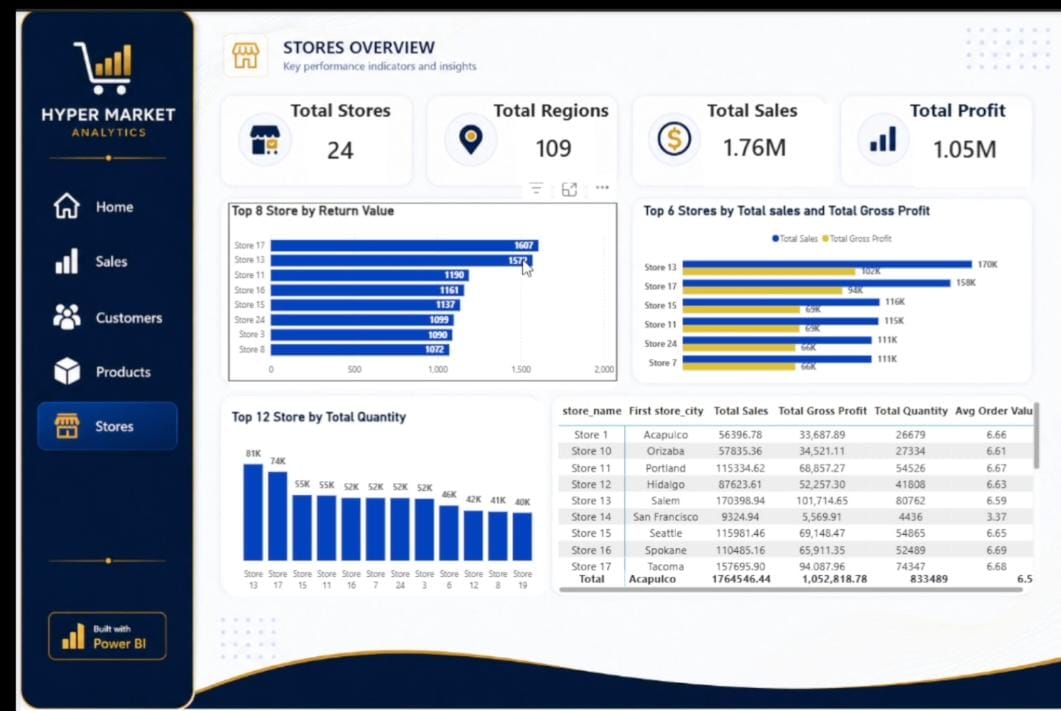 HYPER MARKET
ANALYTICS
Home
Sales
Customers
Products
Stores
Built with
Power BI
STORES OVERVIEW
Key performance indicators and insights
Total Stores
24
Total Regions
109
Total Sales
1.76M
Total Profit
1.05M
Top 8 Store by Return Value
Store 17 1607
Store 13 1572
Store 11 1190
Store 16 1161
Store 15 1137
Store 24 1099
Store 3 1090
Store 8 1072
0 500 1,000 1,500 2,000
Top 6 Stores by Total sales and Total Gross Profit
Total Sales Total Gross Profit
Store 13 170K 102K
Store 17 158K 94K
Store 15 116K 69K
Store 11 115K 69K
Store 24 111K 66K
Store 7 111K 66K
Top 12 Store by Total Quantity
81K 74K 55K 55K 52K 52K 52K 52K 46K 42K 41K 40K
Store Store Store Store Store Store Store Store Store Store Store Store
13 17 15 11 16 7 24 3 6 12 8 19
store_name First store_city Total Sales Total Gross Profit Total Quantity Avg Order Valu
Store 1 Acapulco 56396.78 33,687.89 26679 6.66
Store 10 Orizaba 57835.36 34,521.11 27334 6.61
Store 11 Portland 115334.62 68,857.27 54526 6.67
Store 12 Hidalgo 87623.61 52,257.30 41808 6.63
Store 13 Salem 170398.94 101,714.65 80762 6.59
Store 14 San Francisco 9324.94 5,569.91 4436 3.37
Store 15 Seattle 115981.46 69,148.47 54865 6.65
Store 16 Spokane 110485.16 65,911.35 52489 6.69
Store 17 Tacoma 157695.90 94,087.96 74347 6.68
Total Acapulco 1764546.44 1,052,818.78 833489 6.5